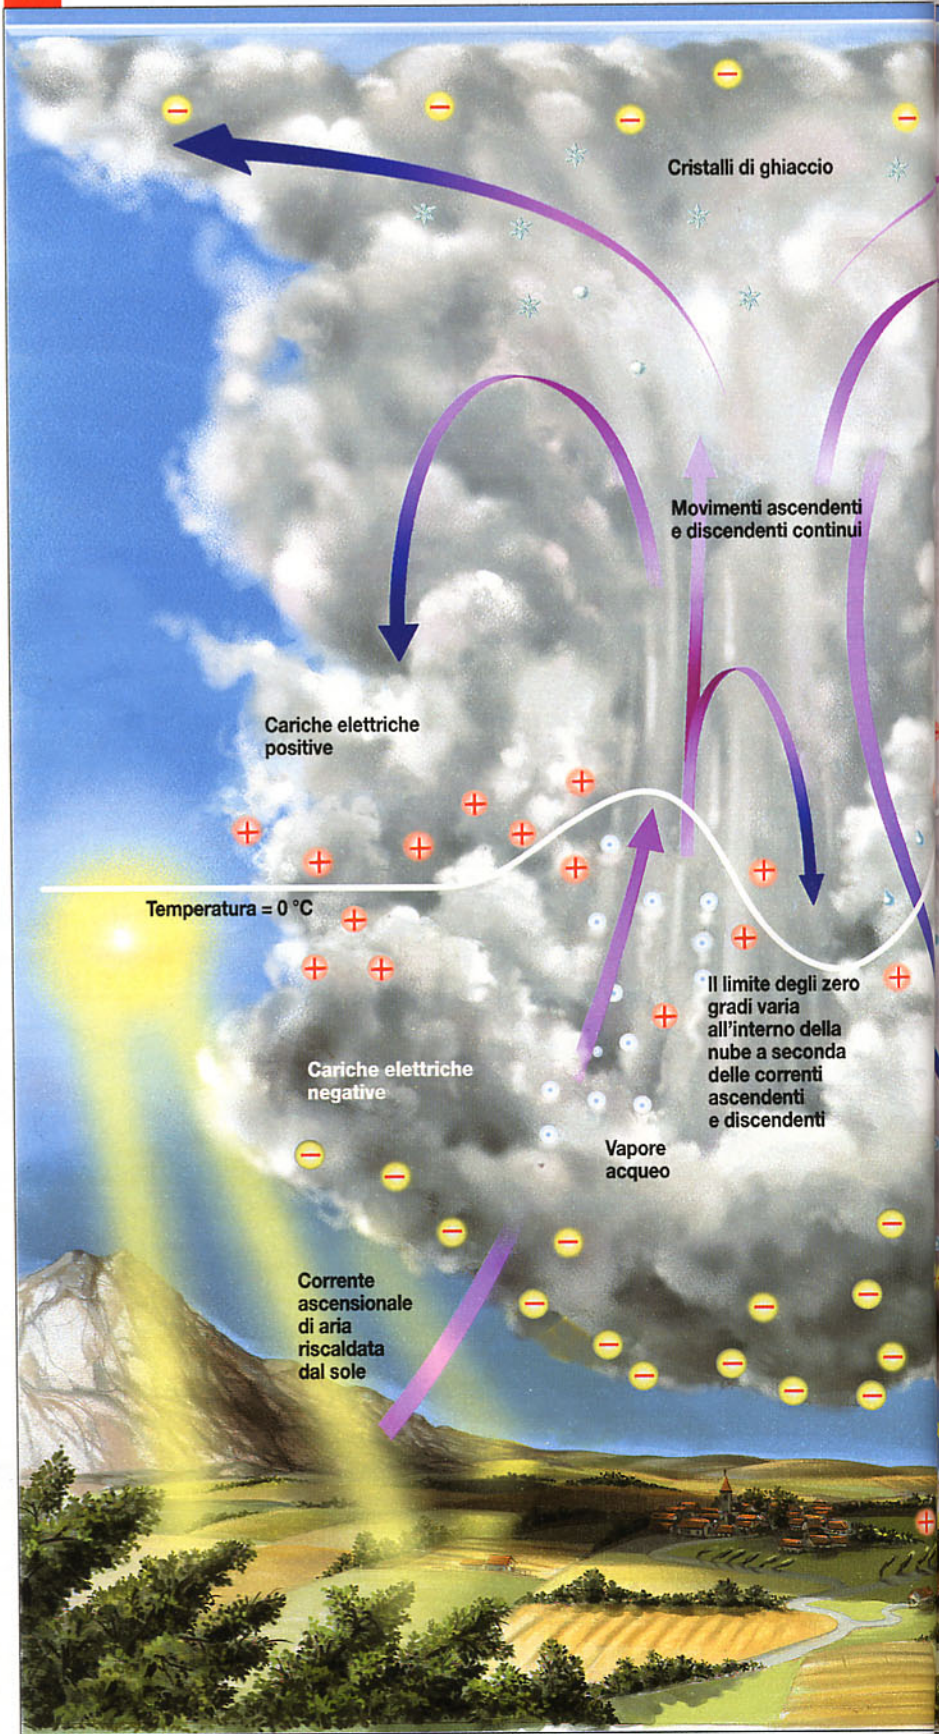 Cristalli di ghiaccio
Movimenti ascendenti
e discendenti continui
Cariche elettriche
positive
Temperatura = 0 °C
Il limite degli zero
gradi varia
all'interno della
nube a seconda
delle correnti
ascendenti
e discendenti
Cariche elettriche
negative
Vapore
acqueo
Corrente
ascensionale
di aria
riscaldata
dal sole